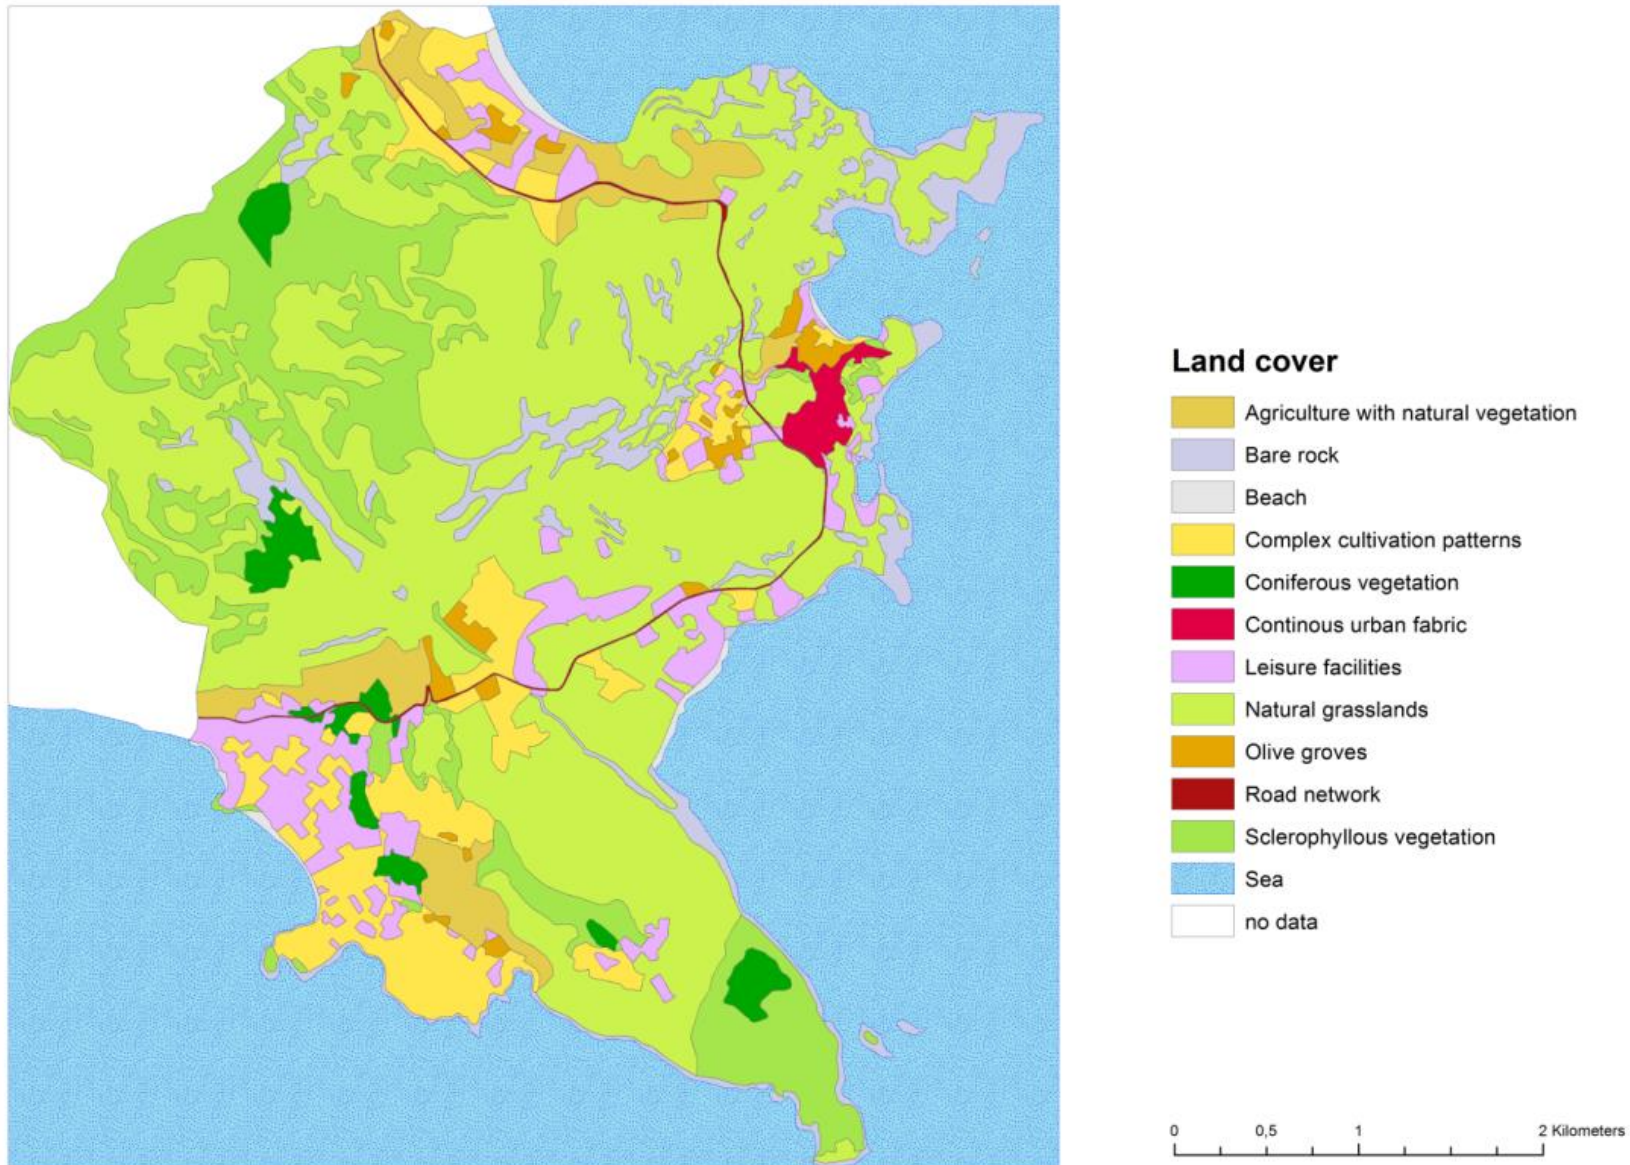 Land cover
Agriculture with natural vegetation
Bare rock
Beach
Complex cultivation patterns
Coniferous vegetation
Continous urban fabric
Leisure facilities
Natural grasslands
Olive groves
Road network
Sclerophyllous vegetation
Sea
no data
0 0,5 1 2 Kilometers